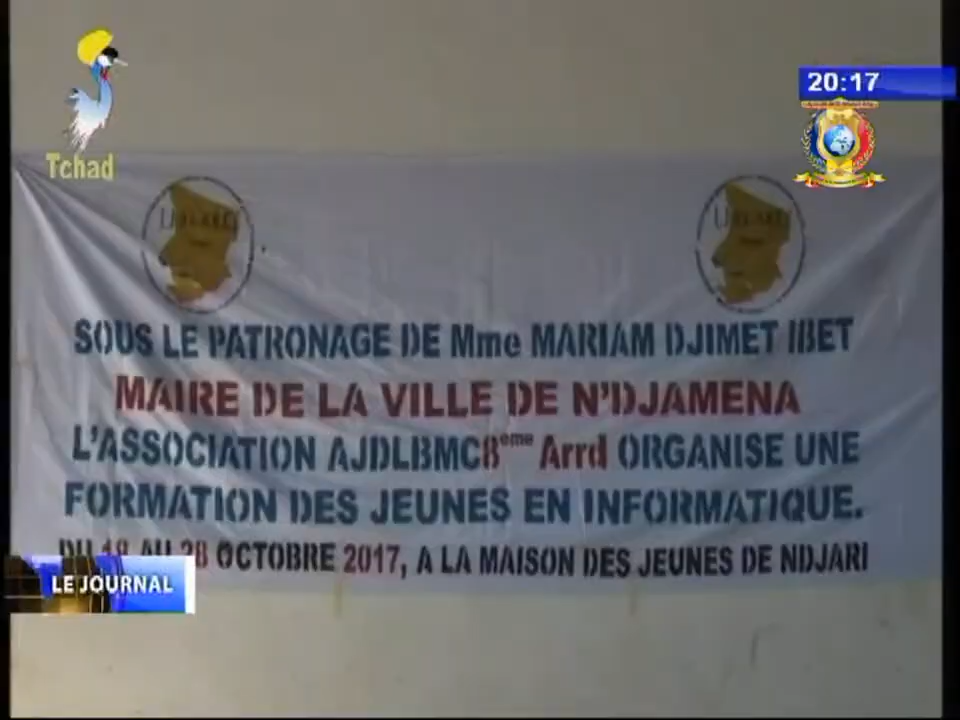 Tchad
20:17
SOUS LE PATRONAGE DE Mme MARIAM DJIMET IBET
MAIRE DE LA VILLE DE N'DJAMENA
L'ASSOCIATION AJDLBMC8ème Arrd ORGANISE UNE
FORMATION DES JEUNES EN INFORMATIQUE.
DU 18 AU 28 OCTOBRE 2017, A LA MAISON DES JEUNES DE NDJARI
LE JOURNAL